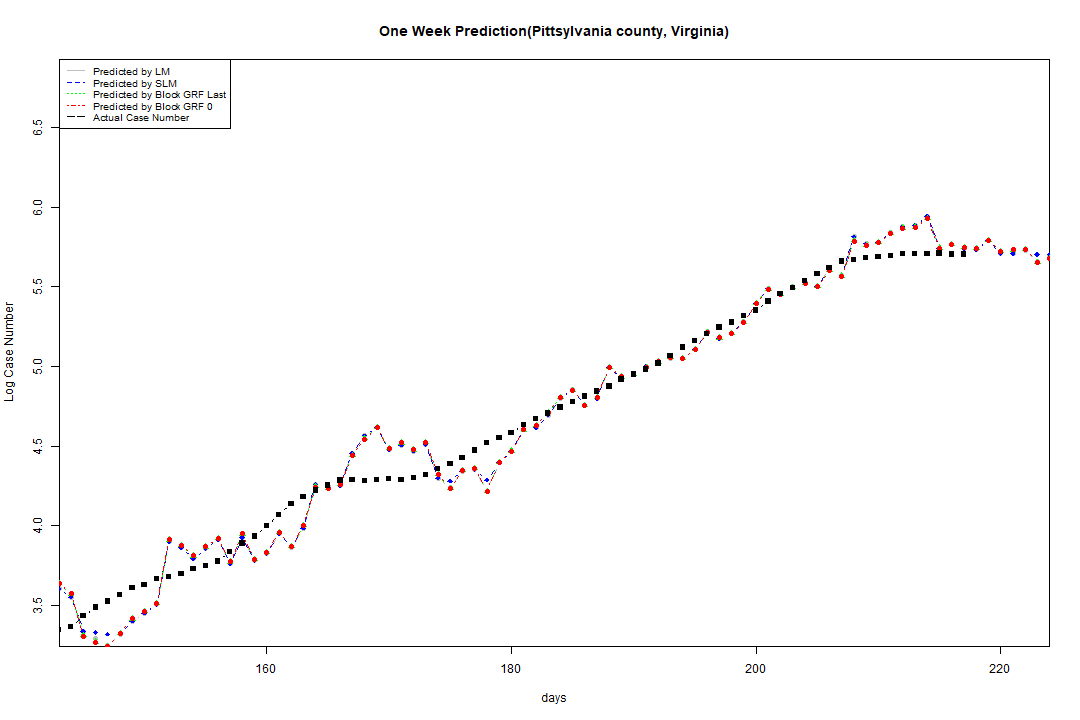 One Week Prediction(Pittsylvania county, Virginia)
Predicted by LM
Predicted by SLM
Predicted by Block GRF Last
Predicted by Block GRF 0
Actual Case Number
6.5
6.0
5.5
5.0
4.5
4.0
3.5
Log Case Number
160 180 200 220
days